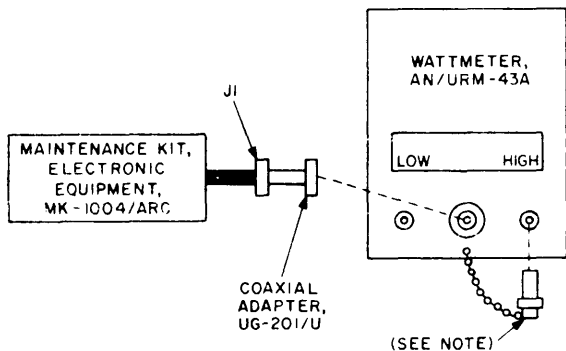 J1
MAINTENANCE KIT,
ELECTRONIC
EQUIPMENT,
MK-1004/ARC
COAXIAL
ADAPTER,
UG-201/U
WATTMETER,
AN/URM-43A
LOW HIGH
(SEE NOTE)